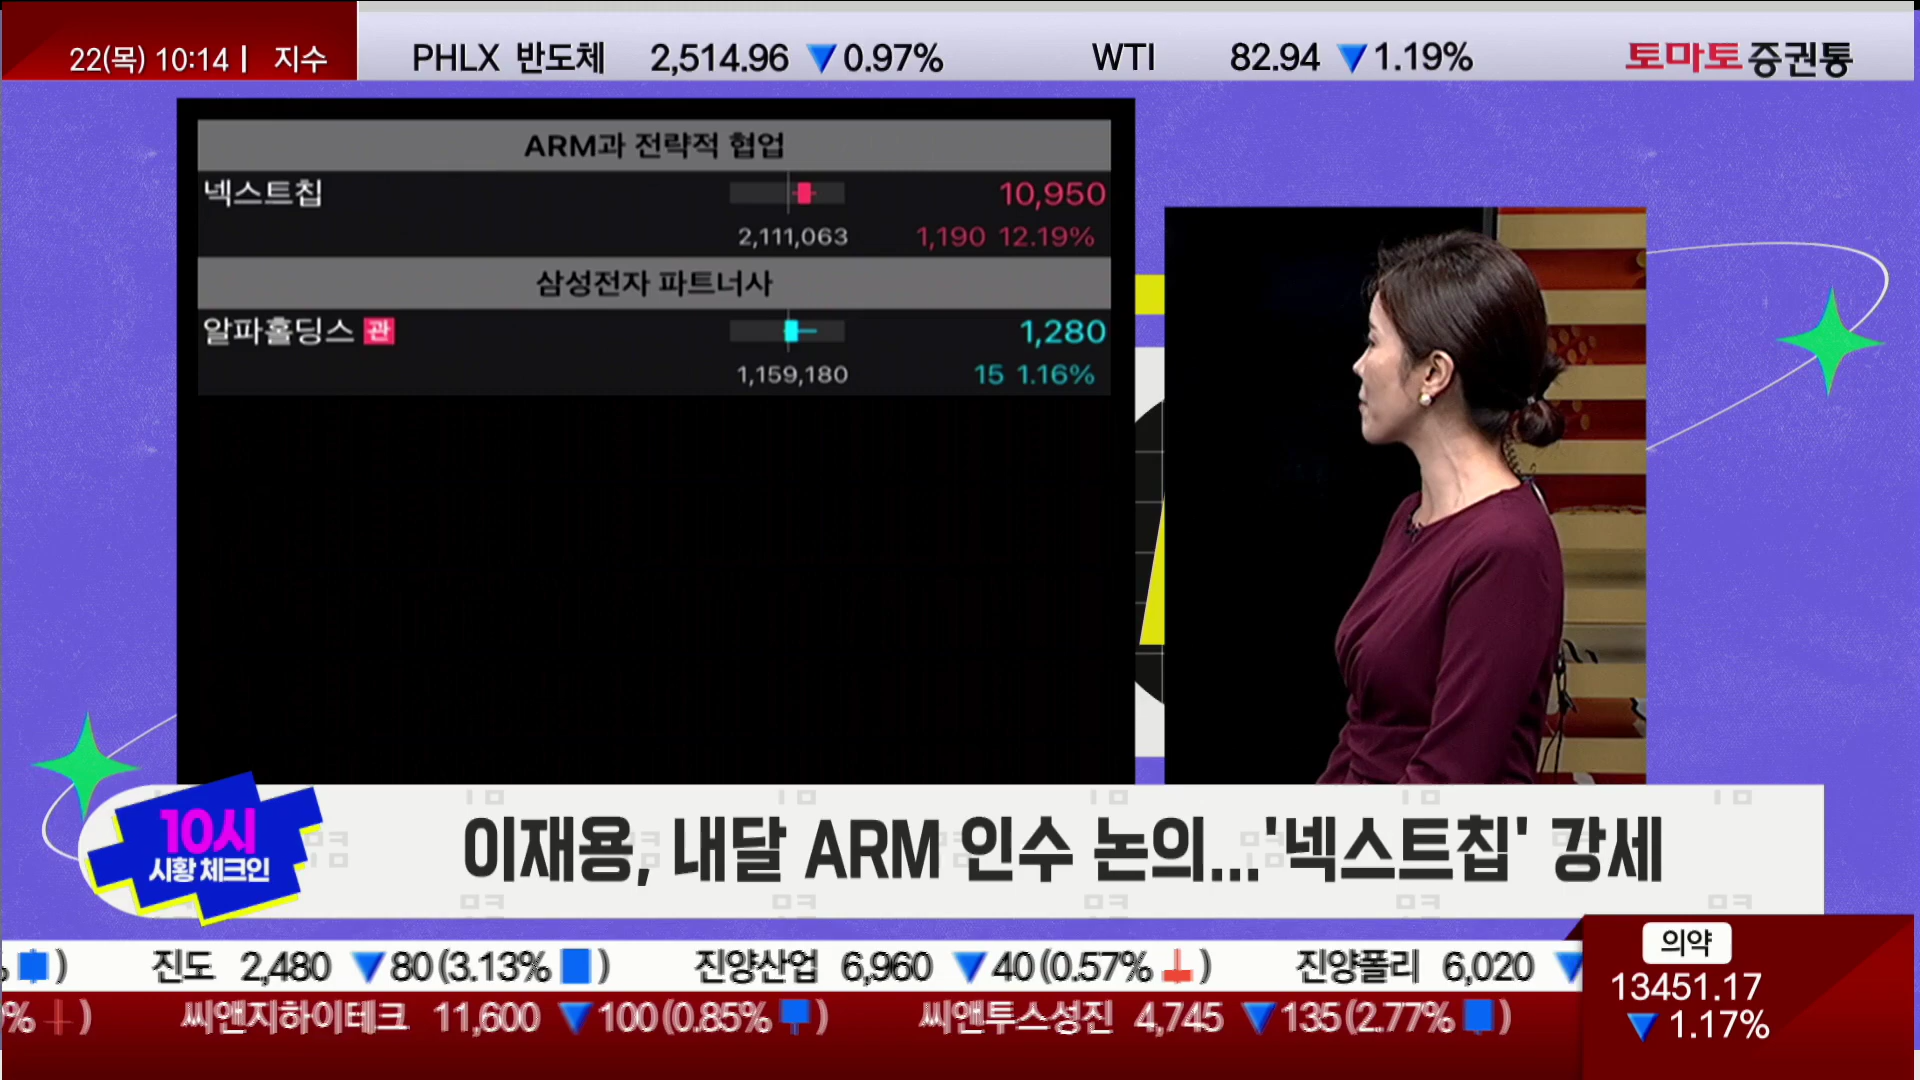 22(목) 10:14 | 지수 PHLX 반도체 2,514.96 ▼0.97% WTI 82.94 ▼1.19% 토마토증권통
ARM과 전략적 협업
넥스트칩 10,950
2,111,063 1,190 12.19%
삼성전자 파트너사
알파홀딩스 관 1,280
1,159,180 15 1.16%
10시
시황 체크인
이재용, 내달 ARM 인수 논의...'넥스트칩' 강세
) 진도 2,480 ▼80(3.13% ) 진양산업 6,960 ▼40(0.57% ) 진양폴리 6,020 ▼
% ) 씨앤지하이테크 11,600 ▼100(0.85% ) 씨앤투스성진 4,745 ▼135(2.77% )
의약
13451.17
▼1.17%